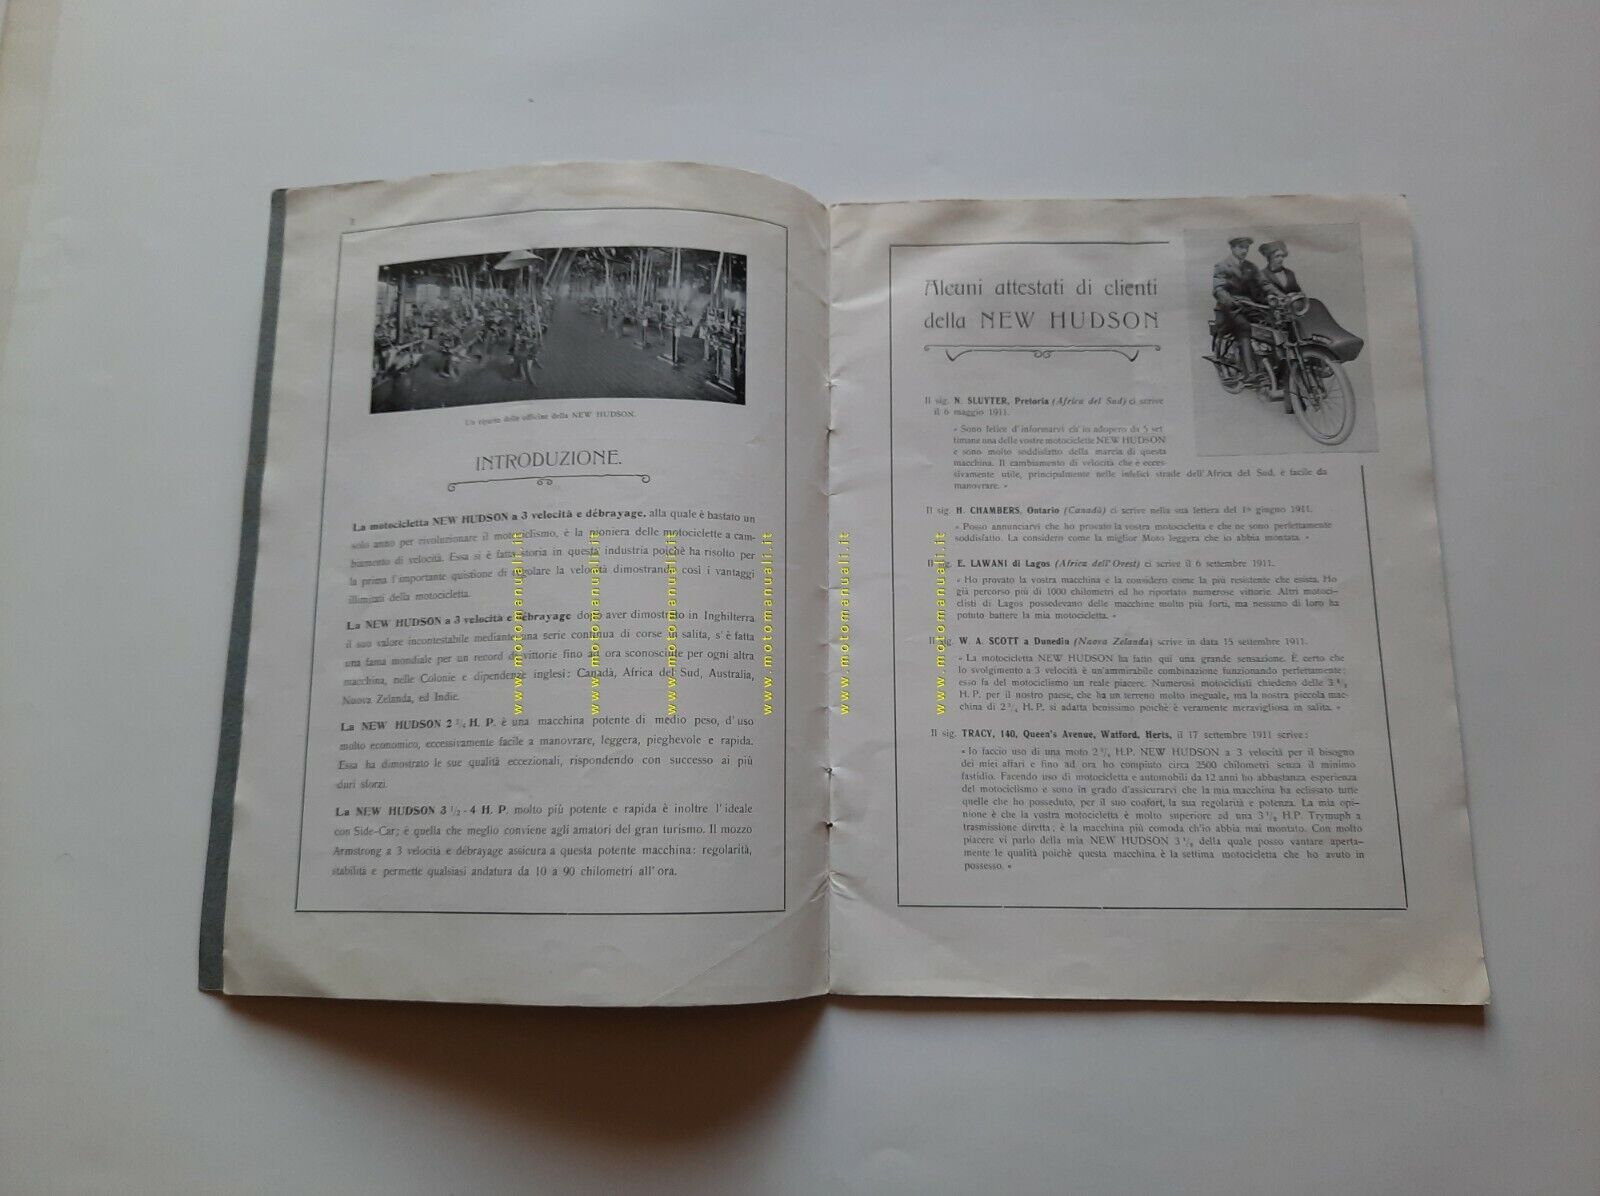 2
Un riparto delle officine della NEW HUDSON.
INTRODUZIONE.
La motocicletta NEW HUDSON a 3 velocità e débrayage, alla quale è bastato un
solo anno per rivoluzionare il motociclismo, è la pioniera delle motociclette a cam-
biamento di velocità. Essa si è fatta storia in questa industria poichè ha risolto per
la prima l'importante quistione di regolare la velocità dimostrando così i vantaggi
illimitati della motocicletta.
La NEW HUDSON a 3 velocità e débrayage dopo aver dimostrato in Inghilterra
il suo valore incontestabile mediante una serie continua di corse in salita, s'è fatta
una fama mondiale per un record di vittorie fino ad ora sconosciute per ogni altra
macchina, nelle Colonie e dipendenze inglesi: Canadà, Africa del Sud, Australia,
Nuova Zelanda, ed Indie.
La NEW HUDSON 2 3/4 H. P. è una macchina potente di medio peso, d'uso
molto economico, eccessivamente facile a manovrare, leggera, pieghevole e rapida.
Essa ha dimostrato le sue qualità eccezionali, rispondendo con successo ai più
duri sforzi.
La NEW HUDSON 3 1/2 - 4 H. P. molto più potente e rapida è inoltre l'ideale
con Side-Car; è quella che meglio conviene agli amatori del gran turismo. Il mozzo
Armstrong a 3 velocità e débrayage assicura a questa potente macchina: regolarità,
stabilità e permette qualsiasi andatura da 10 a 90 chilometri all'ora.
www.motomanuali.it
www.motomanuali.it
www.motomanuali.it
www.motomanuali.it
www.motomanuali.it
www.motomanuali.it
Alcuni attestati di clienti
della NEW HUDSON
Il sig. N. SLUYTER, Pretoria (Africa del Sud) ci scrive
il 6 maggio 1911.
« Sono felice d'informarvi ch'io adopero da 5 set
timane una delle vostre motociclette NEW HUDSON
e sono molto soddisfatto della marcia di questa
macchina. Il cambiamento di velocità che è ecces-
sivamente utile, principalmente nelle infelici strade dell'Africa del Sud, è facile da
manovrare. »
Il sig. H. CHAMBERS, Ontario (Canadà) ci scrive nella sua lettera del 1° giugno 1911.
« Posso annunciarvi che ho provato la vostra motocicletta e che ne sono perfettamente
soddisfatto. La considero come la miglior Moto leggera che io abbia montata. »
Il sig. E. LAWANI di Lagos (Africa dell'Ovest) ci scrive il 6 settembre 1911.
« Ho provato la vostra macchina e la considero come la più resistente che esista. Ho
già percorso più di 1000 chilometri ed ho riportato numerose vittorie. Altri motoci-
clisti di Lagos possedevano delle macchine molto più forti, ma nessuno di loro ha
potuto battere la mia motocicletta. »
Il sig. W. A. SCOTT a Dunedin (Nuova Zelanda) scrive in data 15 settembre 1911.
« La motocicletta NEW HUDSON ha fatto qui una grande sensazione. È certo che
lo svolgimento a 3 velocità è un'ammirabile combinazione funzionando perfettamente;
esso fa del motociclismo un reale piacere. Numerosi motociclisti chiedono delle 3 1/2
H. P. per il nostro paese, che ha un terreno molto ineguale, ma la nostra piccola mac-
china di 2 3/4 H. P. si adatta benissimo poichè è veramente meravigliosa in salita. »
Il sig. TRACY, 140, Queen's Avenue, Watford, Herts, il 17 settembre 1911 scrive:
« Io faccio uso di una moto 2 3/4 H.P. NEW HUDSON a 3 velocità per il bisogno
dei miei affari e fino ad ora ho compiuto circa 2500 chilometri senza il minimo
fastidio. Facendo uso di motocicletta e automobili da 12 anni ho abbastanza esperienza
del motociclismo e sono in grado d'assicurarvi che la mia macchina ha eclissato tutte
quelle che ho posseduto, per il suo confort, la sua regolarità e potenza. La mia opi-
nione è che la vostra motocicletta è molto superiore ad una 3 1/2 H.P. Trymuph a
trasmissione diretta; è la macchina più comoda ch'io abbia mai montato. Con molto
piacere vi parlo della mia NEW HUDSON 3 1/2 della quale posso vantare aperta-
mente le qualità poichè questa macchina è la settima motocicletta che ho avuto in
possesso. »